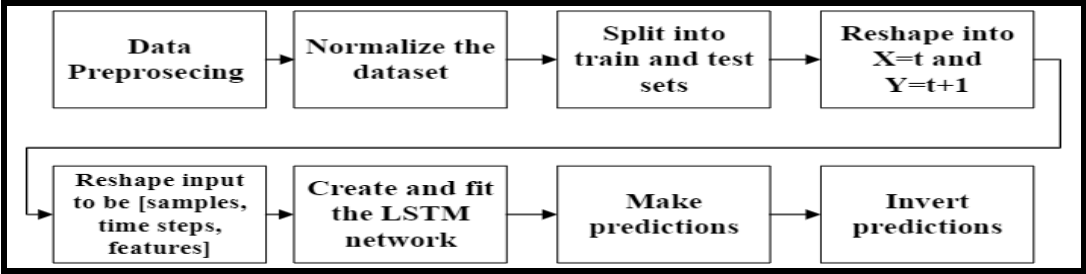 Data
Preprosecing
Normalize the
dataset
Split into
train and test
sets
Reshape into
X=t and
Y=t+1
Reshape input
to be [samples,
time steps,
features]
Create and fit
the LSTM
network
Make
predictions
Invert
predictions